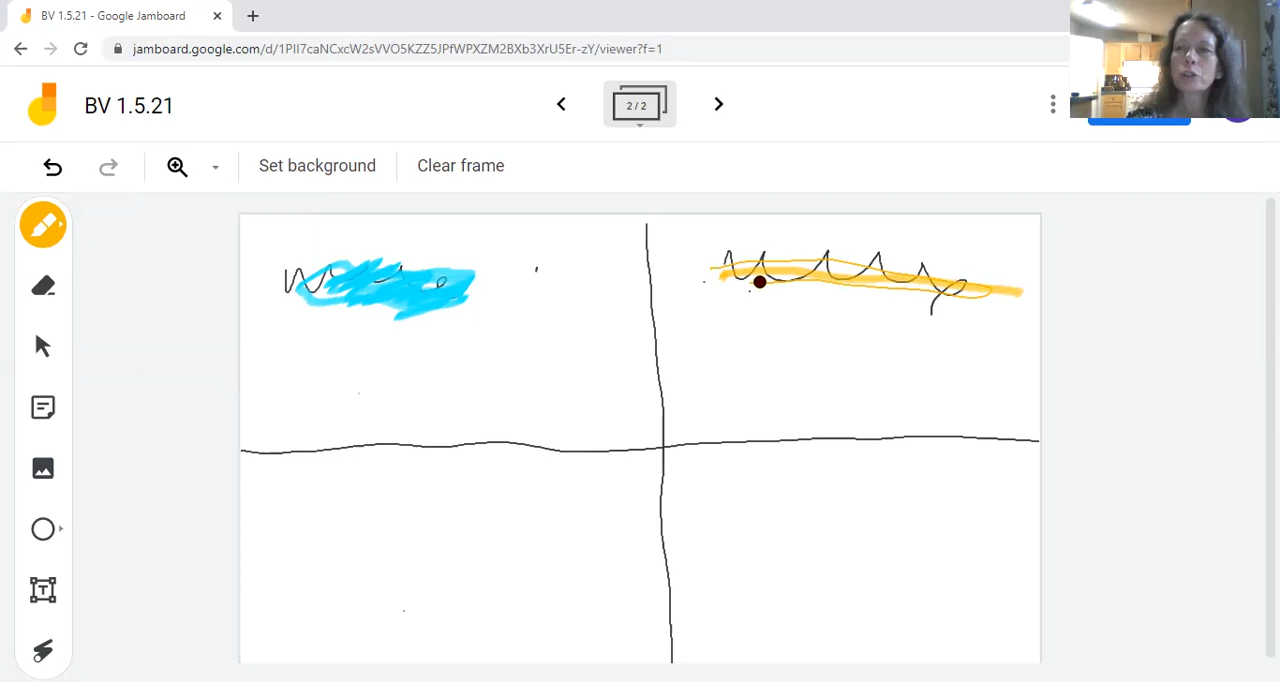 BV 1.5.21 - Google Jamboard
jamboard.google.com/d/1PlI7caNCxcW2sVVO5KZZ5JPfWPXZM2BXb3XrU5Er-zY/viewer?f=1
BV 1.5.21
2 / 2
Set background
Clear frame